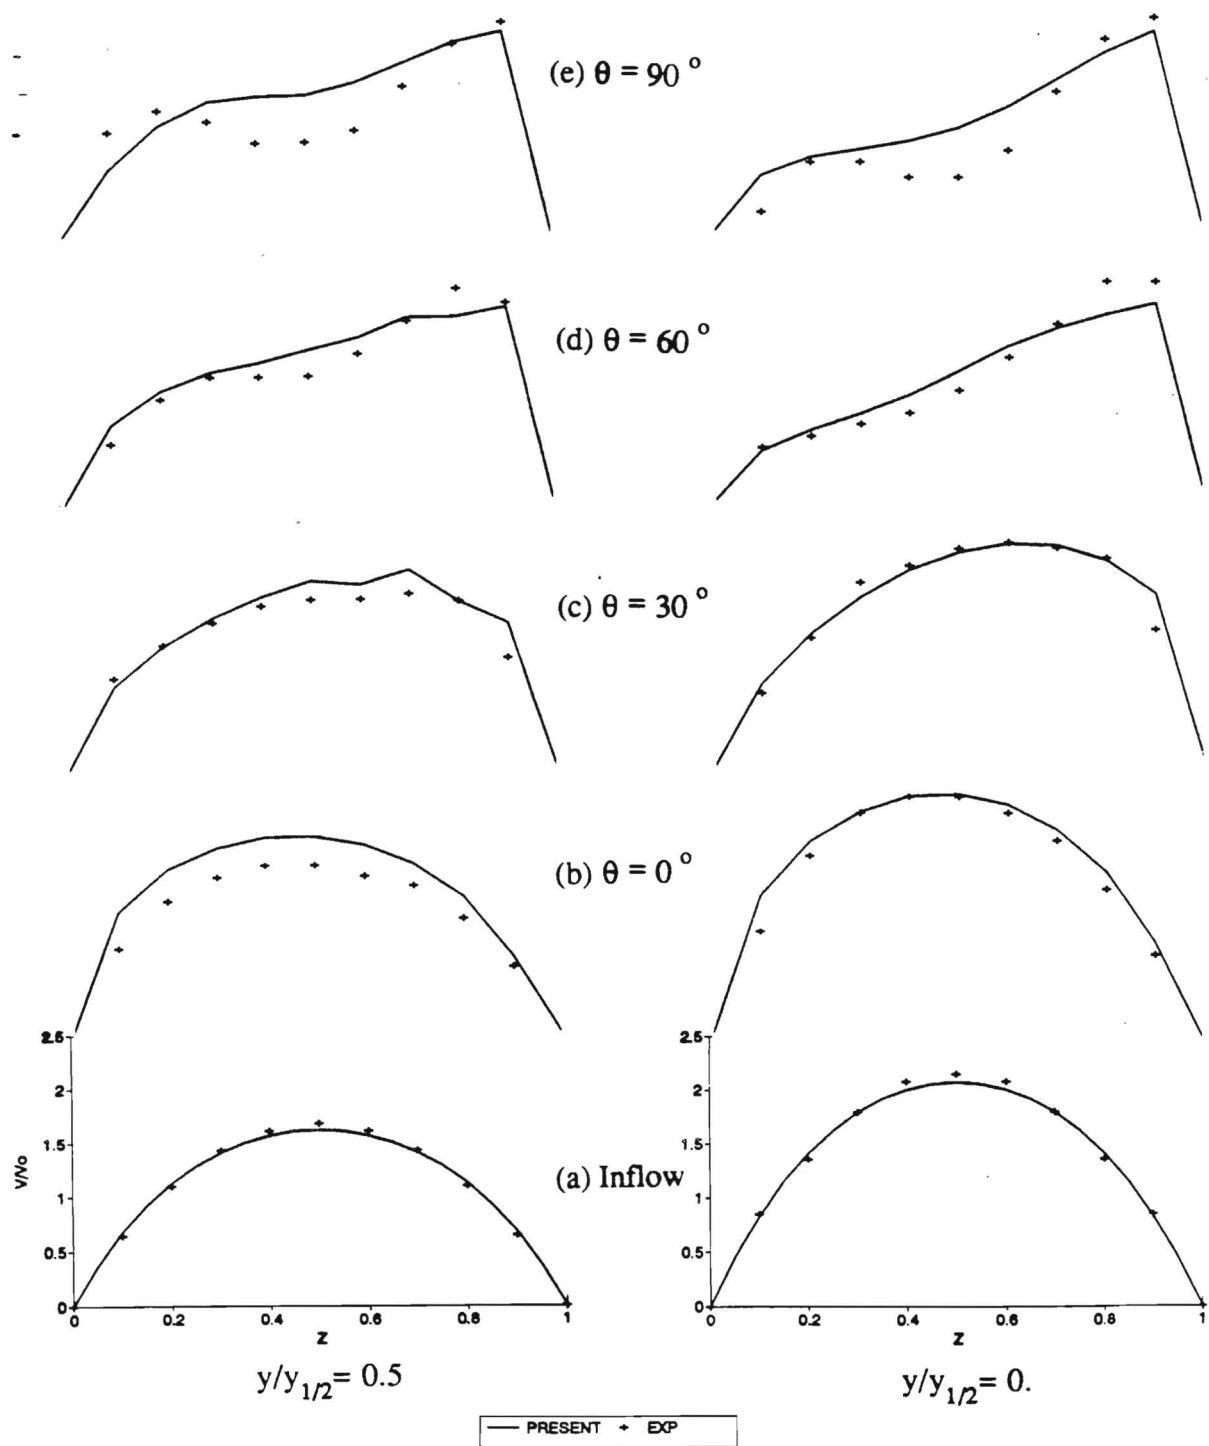 (e) θ = 90 °
(d) θ = 60 °
(c) θ = 30 °
(b) θ = 0 °
(a) Inflow
2.5
2
1.5
1
0.5
0
V/Vo
0 0.2 0.4 0.6 0.8 1
Z
y/y1/2= 0.5
2.5
2
1.5
1
0.5
0
0 0.2 0.4 0.6 0.8 1
Z
y/y1/2= 0.
PRESENT + EXP